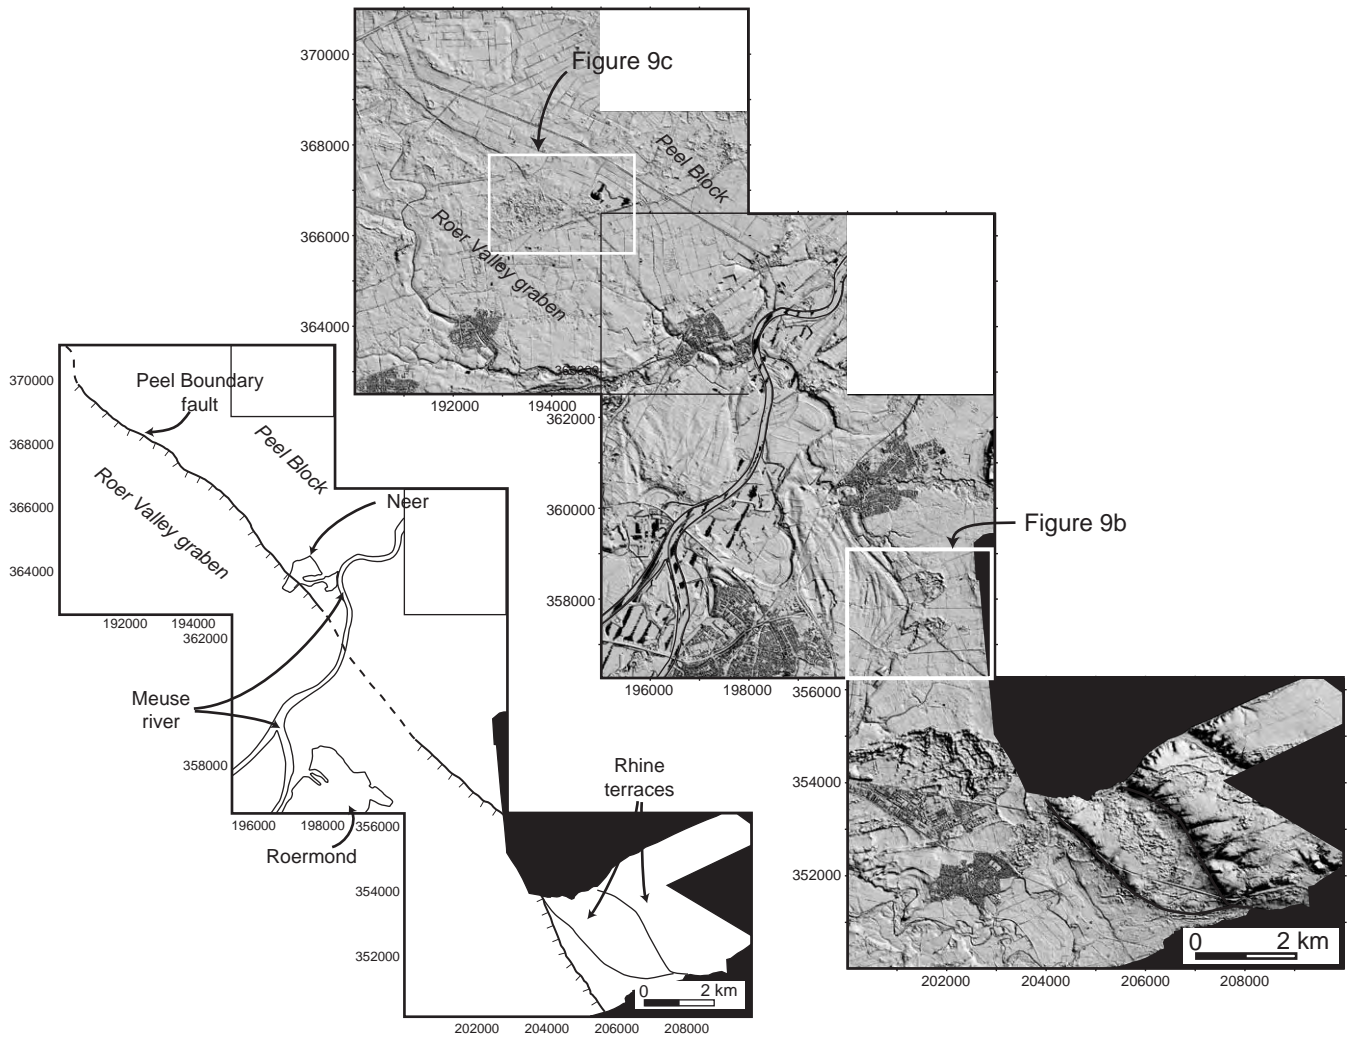 370000
368000
366000
364000
192000
194000
Figure 9c
Peel Block
Roer Valley graben
362000
360000
358000
196000
198000
356000
Figure 9b
354000
352000
202000
204000
206000
208000
0 2 km
370000
368000
366000
364000
192000
194000
362000
358000
196000
198000
356000
354000
352000
202000
204000
206000
208000
Peel Boundary
fault
Peel Block
Roer Valley graben
Neer
Meuse
river
Roermond
Rhine
terraces
0 2 km